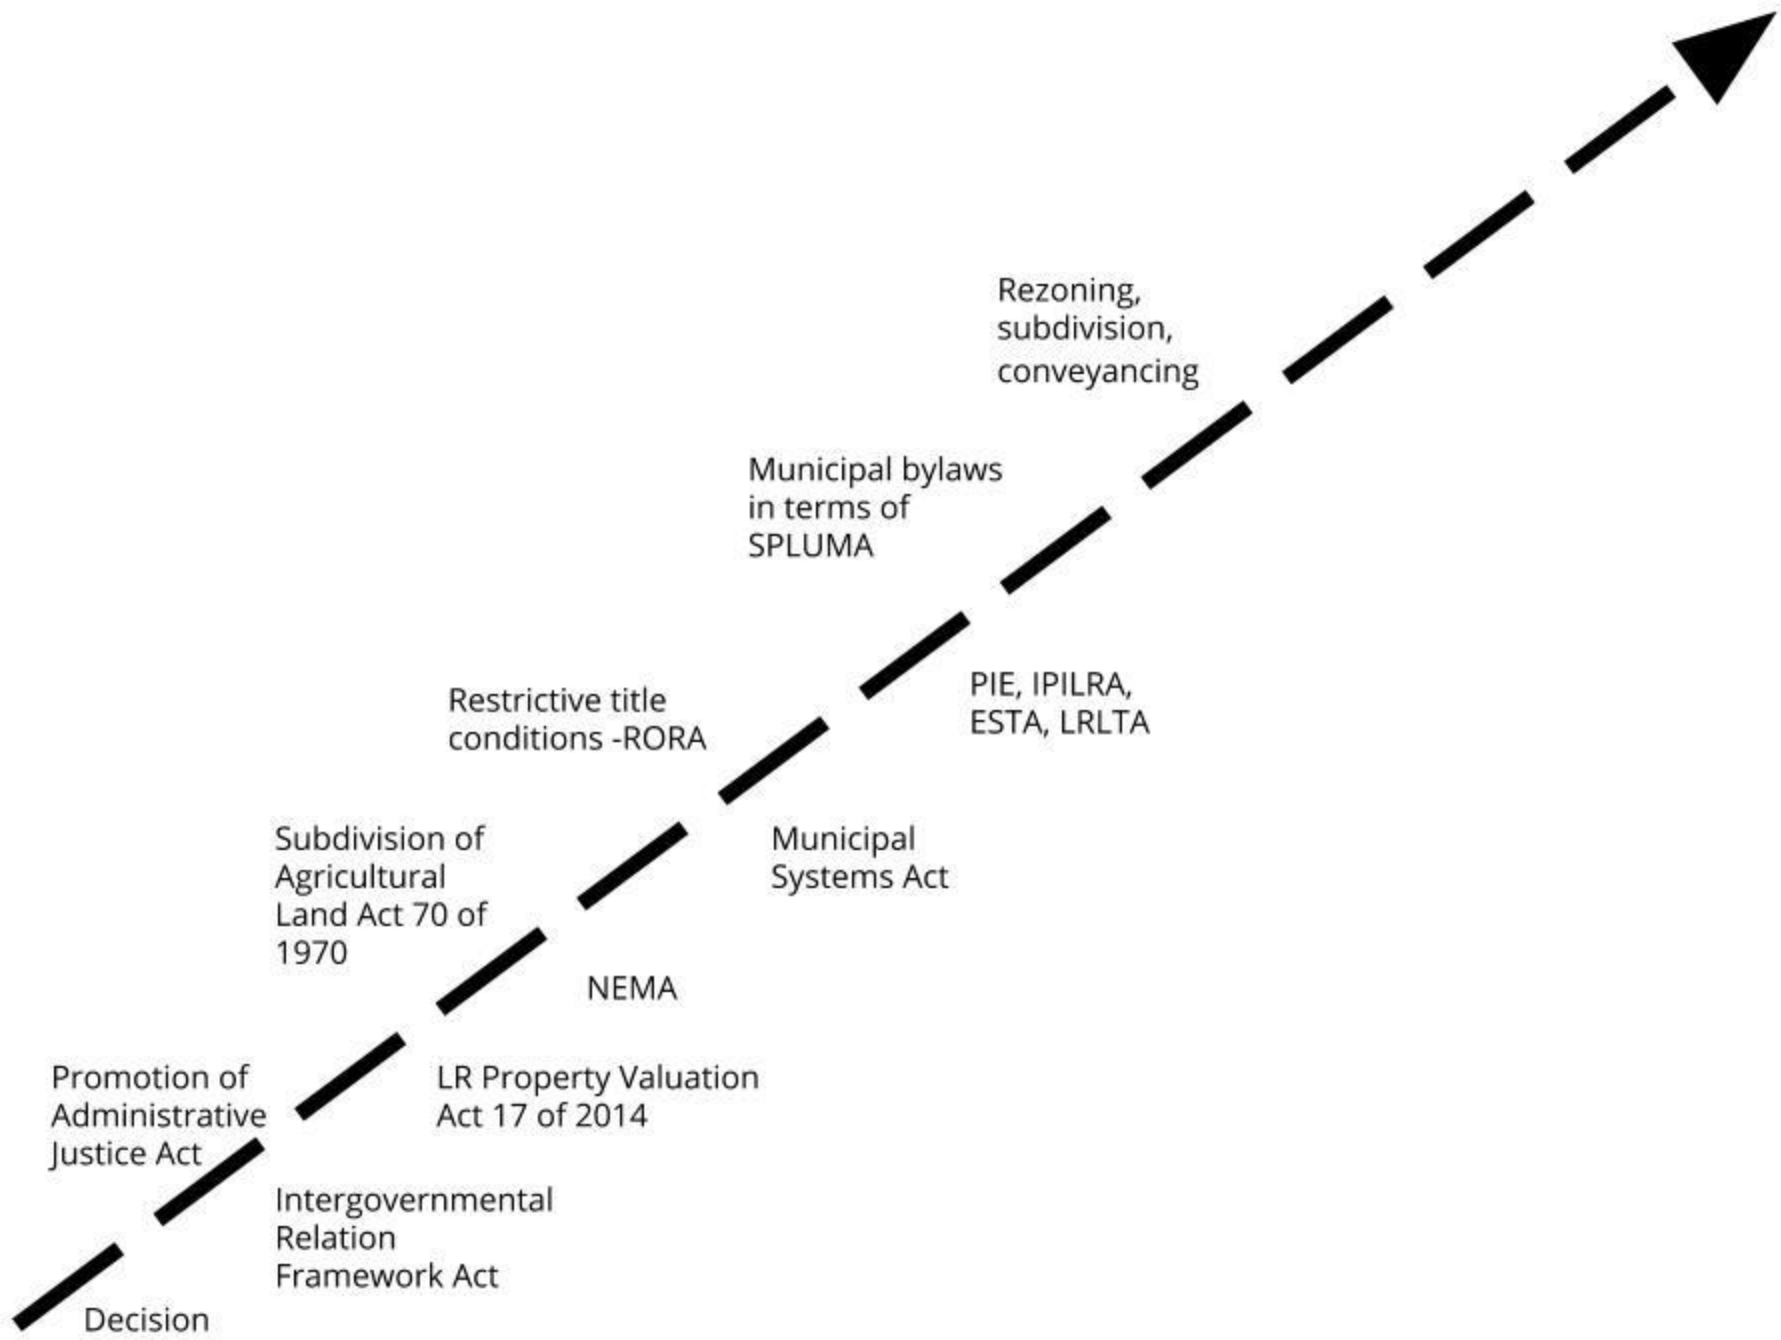 Rezoning,
subdivision,
conveyancing
Municipal bylaws
in terms of
SPLUMA
PIE, IPILRA,
ESTA, LRLTA
Restrictive title
conditions -RORA
Subdivision of
Agricultural
Land Act 70 of
1970
Municipal
Systems Act
NEMA
Promotion of
Administrative
Justice Act
LR Property Valuation
Act 17 of 2014
Intergovernmental
Relation
Framework Act
Decision